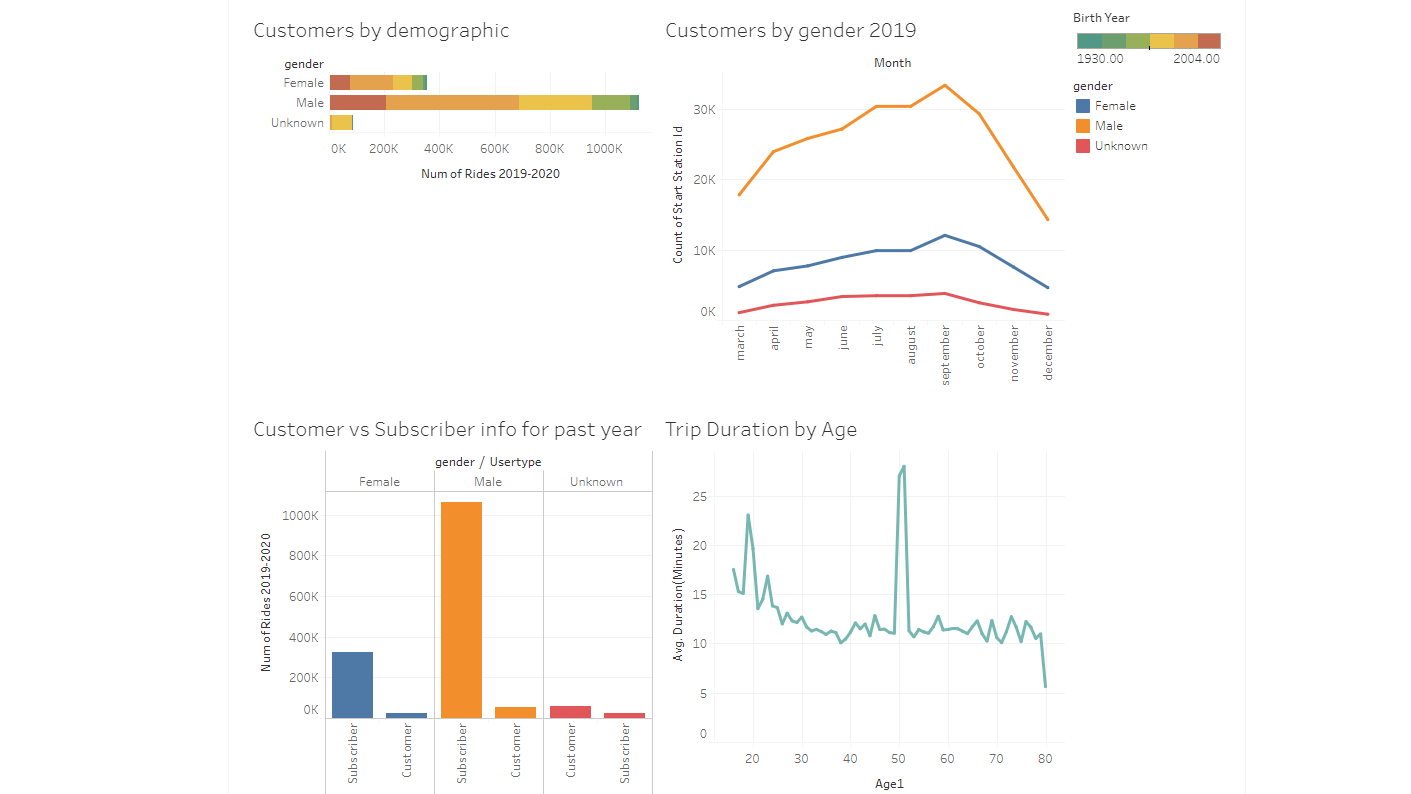 Customers by demographic
gender
Female
Male
Unknown
0K 200K 400K 600K 800K 1000K
Num of Rides 2019-2020
Customers by gender 2019
Month
Count of Start Station Id
30K
20K
10K
0K
march april may june july august september october november december
Birth Year
1930.00 2004.00
gender
Female
Male
Unknown
Customer vs Subscriber info for past year
gender / Usertype
Female Male Unknown
Num of Rides 2019-2020
1000K
800K
600K
400K
200K
0K
Subscriber Customer Subscriber Customer Customer Subscriber
Trip Duration by Age
Avg. Duration(Minutes)
25
20
15
10
5
0
20 30 40 50 60 70 80
Age1